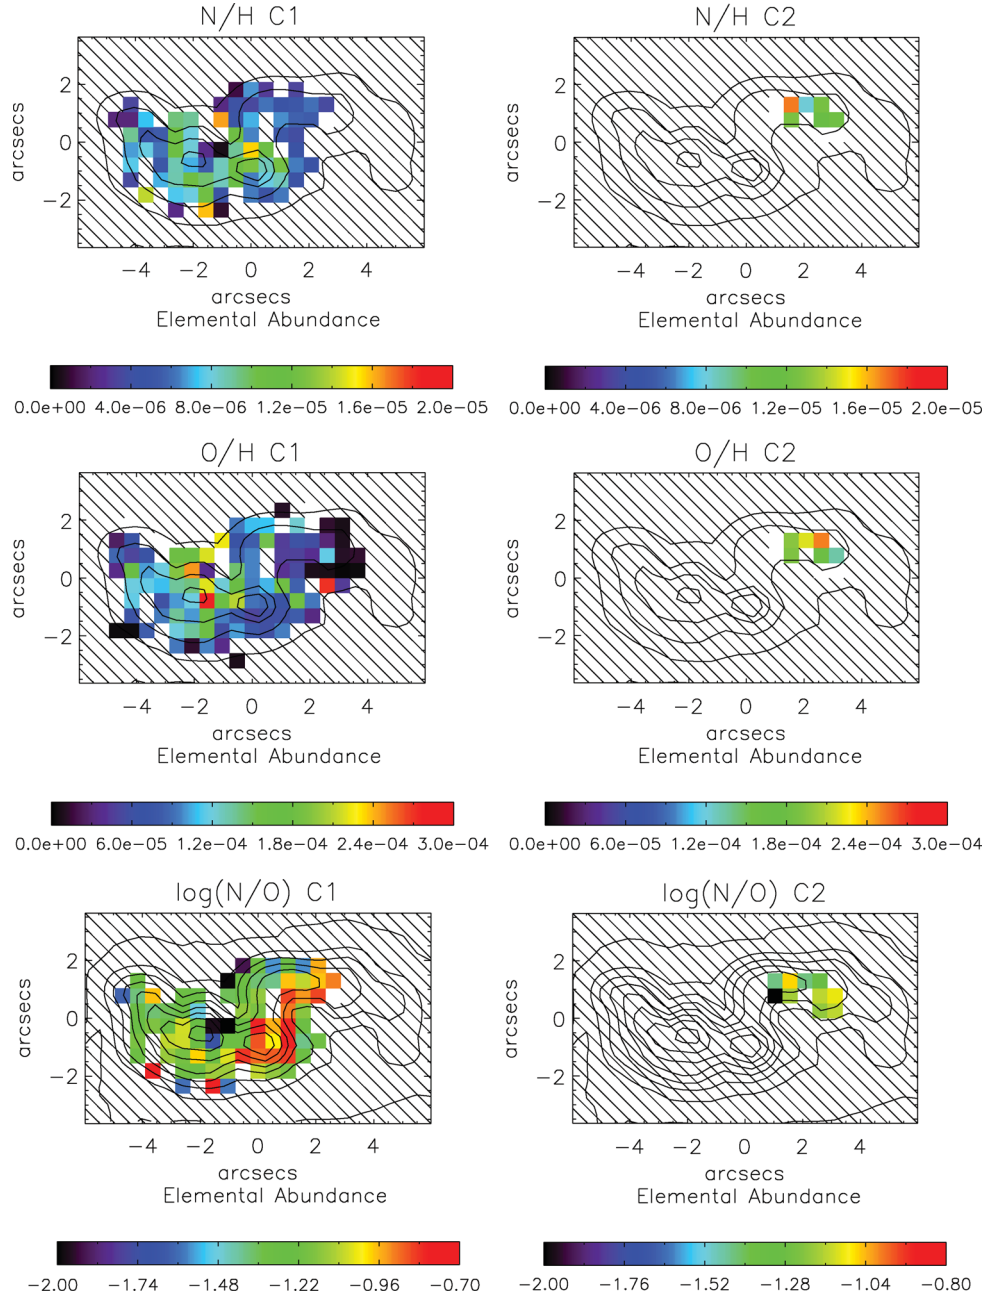 N/H C1 N/H C2
arcsecs
2
0
−2
−4 −2 0 2 4
arcsecs
Elemental Abundance
0.0e+00 4.0e−06 8.0e−06 1.2e−05 1.6e−05 2.0e−05
arcsecs
2
0
−2
−4 −2 0 2 4
arcsecs
Elemental Abundance
0.0e+00 4.0e−06 8.0e−06 1.2e−05 1.6e−05 2.0e−05
O/H C1 O/H C2
arcsecs
2
0
−2
−4 −2 0 2 4
arcsecs
Elemental Abundance
0.0e+00 6.0e−05 1.2e−04 1.8e−04 2.4e−04 3.0e−04
arcsecs
2
0
−2
−4 −2 0 2 4
arcsecs
Elemental Abundance
0.0e+00 6.0e−05 1.2e−04 1.8e−04 2.4e−04 3.0e−04
log(N/O) C1 log(N/O) C2
arcsecs
2
0
−2
−4 −2 0 2 4
arcsecs
Elemental Abundance
−2.00 −1.74 −1.48 −1.22 −0.96 −0.70
arcsecs
2
0
−2
−4 −2 0 2 4
arcsecs
Elemental Abundance
−2.00 −1.76 −1.52 −1.28 −1.04 −0.80